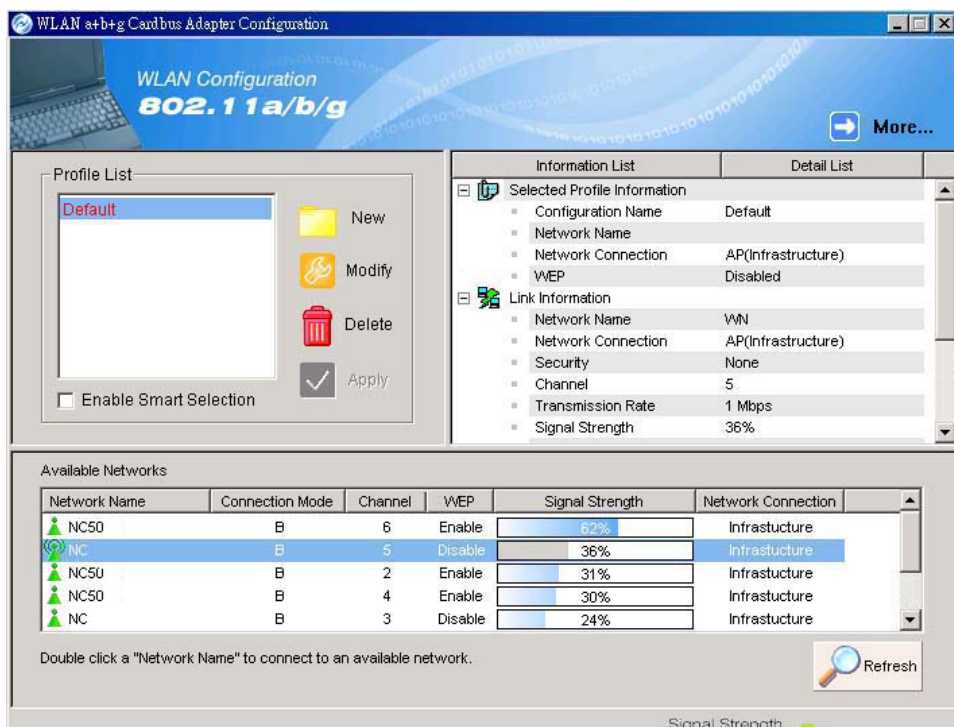 WLAN a+b+g Cardbus Adapter Configuration
WLAN Configuration
802.11a/b/g
More...
Profile List
Default
New
Modify
Delete
Apply
Enable Smart Selection
Information List Detail List
Selected Profile Information
Configuration Name Default
Network Name
Network Connection AP(Infrastructure)
WEP Disabled
Link Information
Network Name WN
Network Connection AP(Infrastructure)
Security None
Channel 5
Transmission Rate 1 Mbps
Signal Strength 36%
Available Networks
Network Name Connection Mode Channel WEP Signal Strength Network Connection
NC50 B 6 Enable 62% Infrastucture
NC B 5 Disable 36% Infrastucture
NC50 B 2 Enable 31% Infrastucture
NC50 B 4 Enable 30% Infrastucture
NC B 3 Disable 24% Infrastucture
Double click a "Network Name" to connect to an available network.
Refresh
Signal Strength